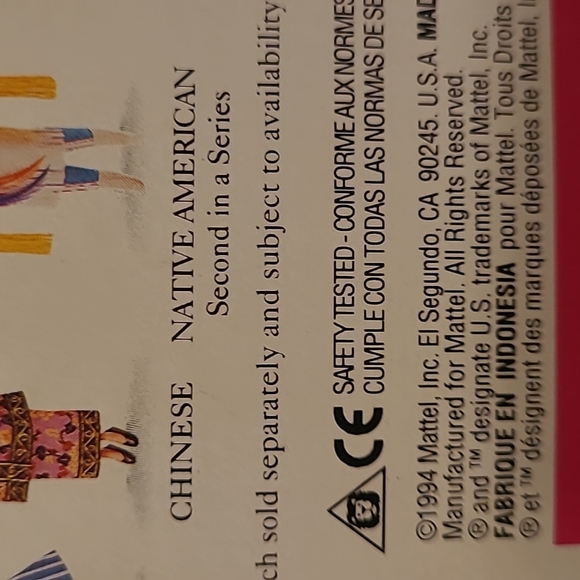 CHINESE NATIVE AMERICAN
Second in a Series
ch sold separately and subject to availability
CE SAFETY TESTED - CONFORME AUX NORMES
CUMPLE CON TODAS LAS NORMAS DE SE
©1994 Mattel, Inc. El Segundo, CA 90245. U.S.A. MAD
Manufactured for Mattel. All Rights Reserved.
® and ™ designate U.S. trademarks of Mattel, Inc.
FABRIQUE EN INDONESIA pour Mattel. Tous Droits
® et ™ désignent des marques déposées de Mattel, I